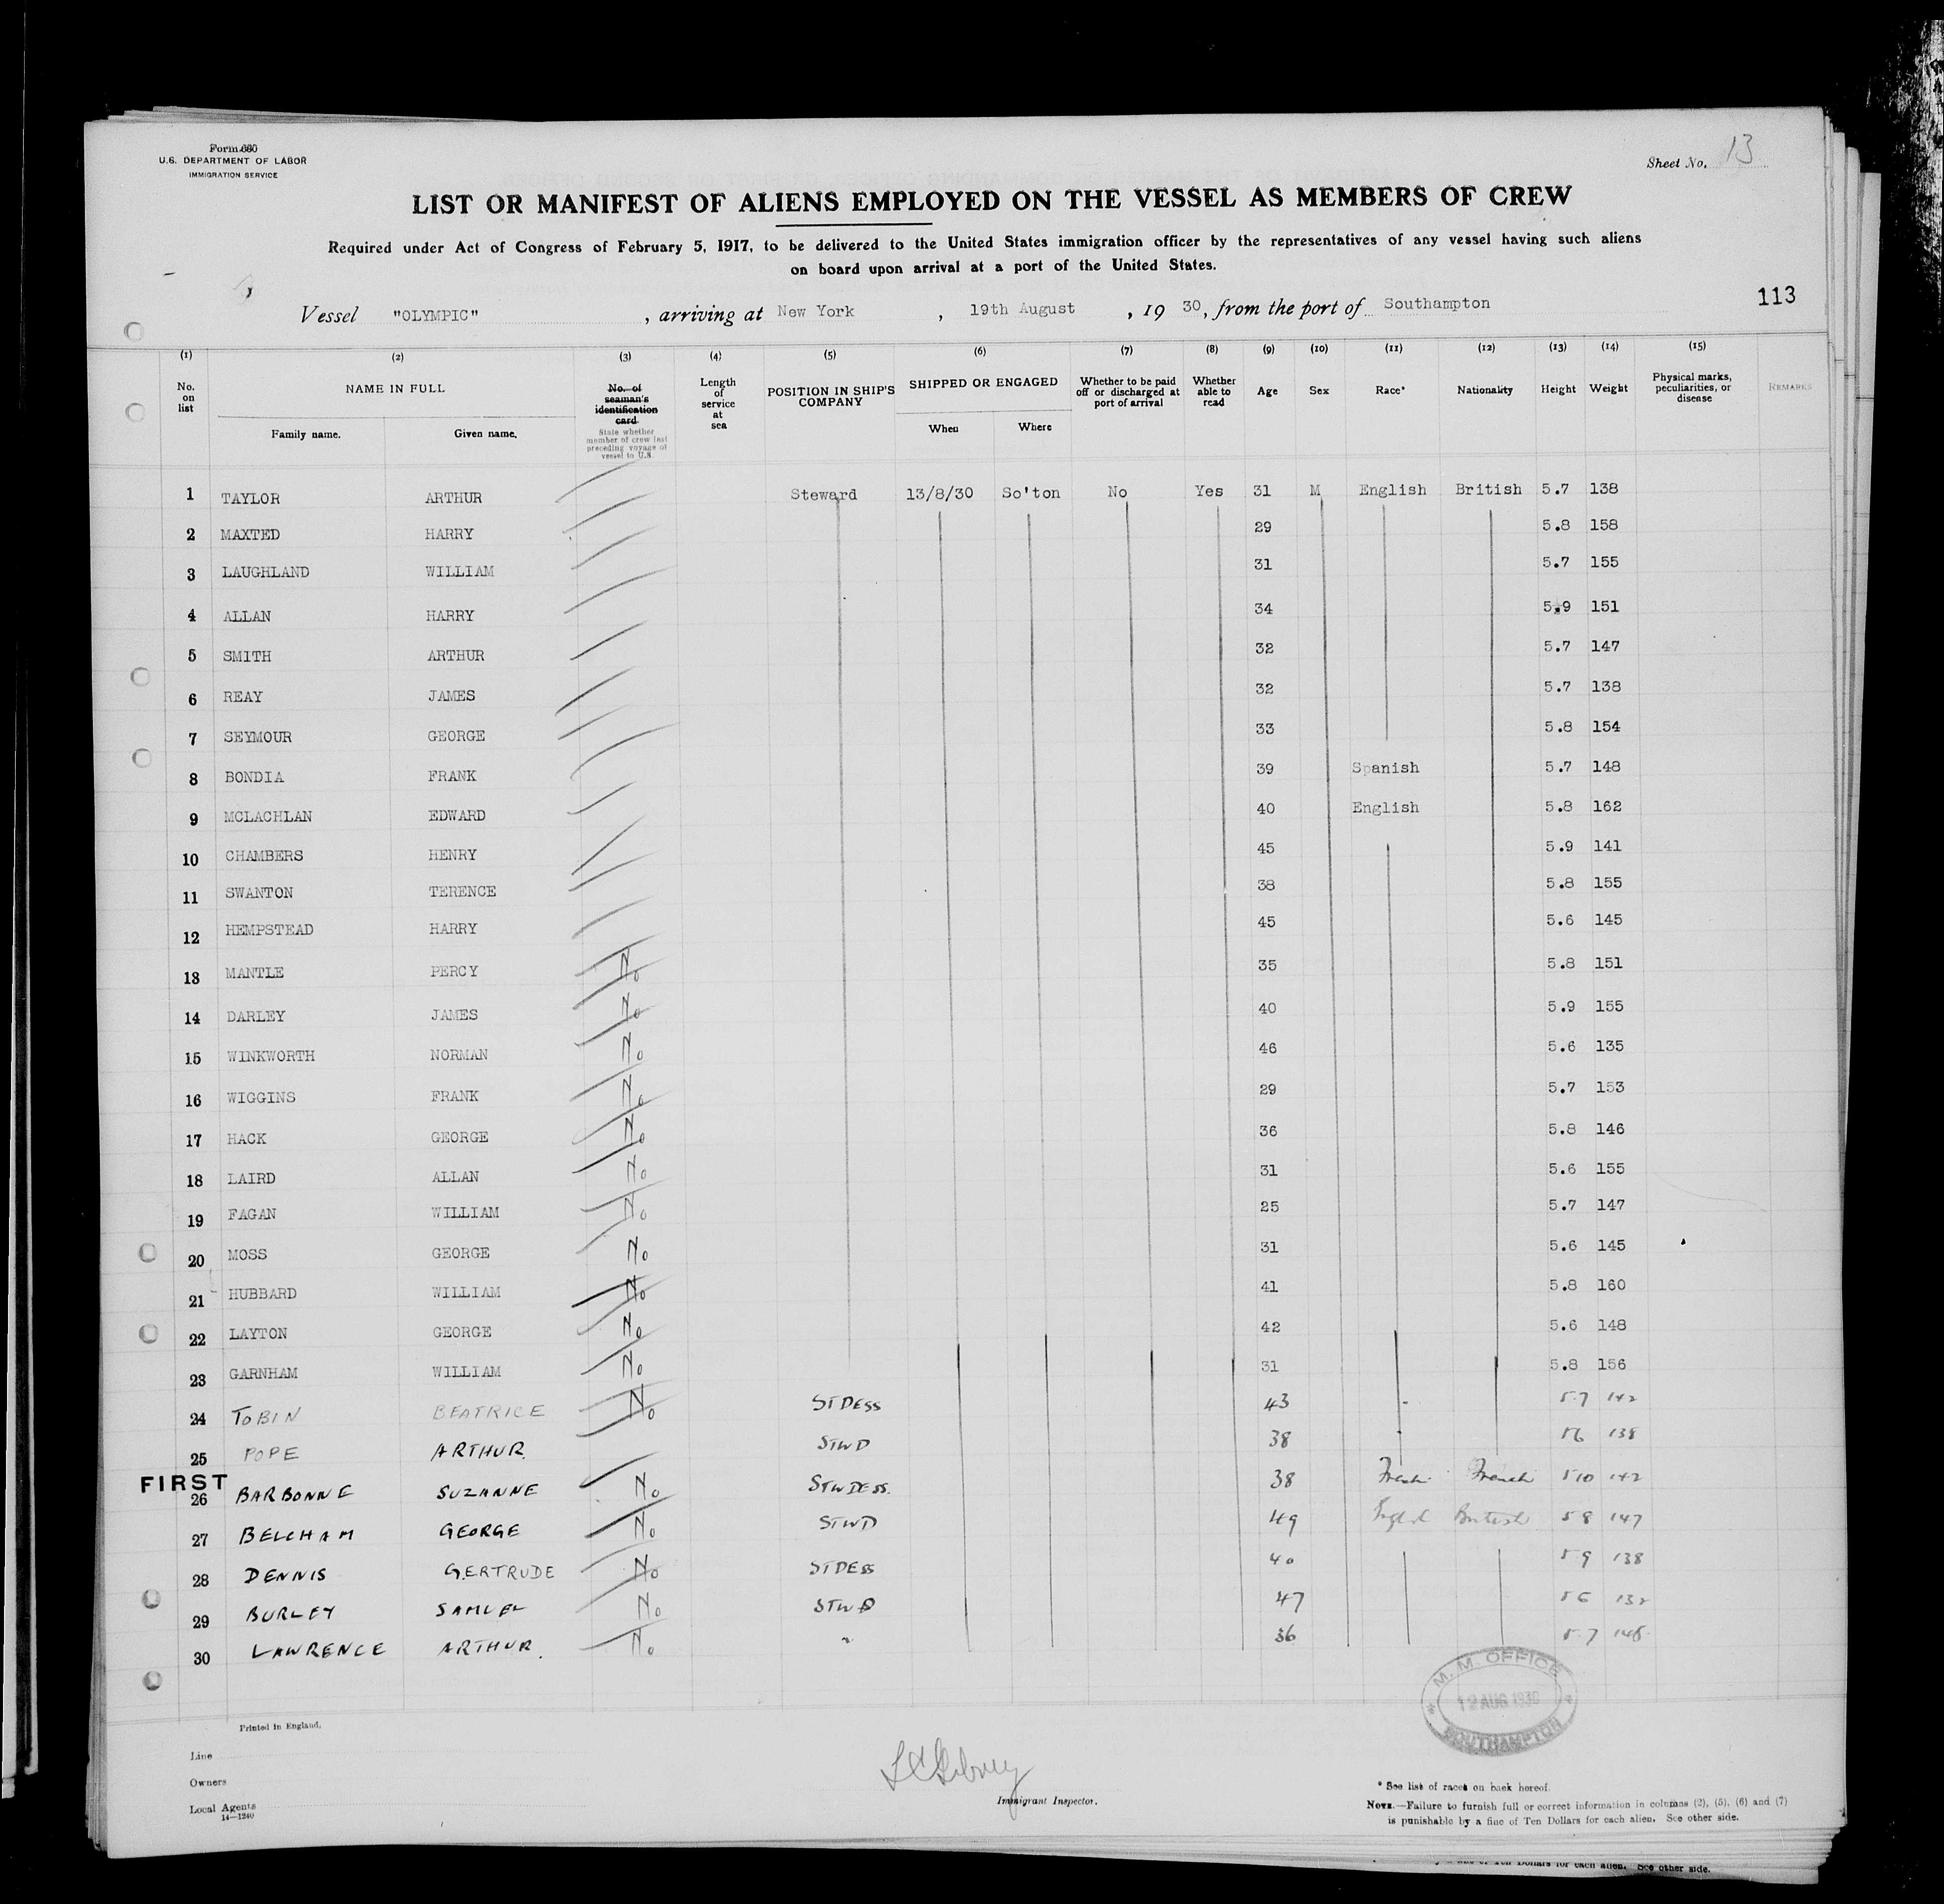 Form 680
U.S. DEPARTMENT OF LABOR
IMMIGRATION SERVICE
Sheet No. 13
LIST OR MANIFEST OF ALIENS EMPLOYED ON THE VESSEL AS MEMBERS OF CREW
Required under Act of Congress of February 5, 1917, to be delivered to the United States immigration officer by the representatives of any vessel having such aliens
on board upon arrival at a port of the United States.
Vessel "OLYMPIC" , arriving at New York , 19th August , 19 30, from the port of Southampton
113
(1) (2) (3) (4) (5) (6) (7) (8) (9) (10) (11) (12) (13) (14) (15)
No. on list NAME IN FULL Family name. Given name. No. of seaman's identification card. State whether member of crew last preceding voyage of vessel to U.S. Length of service at sea POSITION IN SHIP'S COMPANY SHIPPED OR ENGAGED When Where Whether to be paid off or discharged at port of arrival Whether able to read Age Sex Race* Nationality Height Weight Physical marks, peculiarities, or disease REMARKS
1 TAYLOR ARTHUR Steward 13/8/30 So'ton No Yes 31 M English British 5.7 138
2 MAXTED HARRY 29 5.8 158
3 LAUGHLAND WILLIAM 31 5.7 155
4 ALLAN HARRY 34 5.9 151
5 SMITH ARTHUR 32 5.7 147
6 REAY JAMES 32 5.7 138
7 SEYMOUR GEORGE 33 5.8 154
8 BONDIA FRANK 39 Spanish 5.7 148
9 MCLACHLAN EDWARD 40 English 5.8 162
10 CHAMBERS HENRY 45 5.9 141
11 SWANTON TERENCE 38 5.8 155
12 HEMPSTEAD HARRY 45 5.6 145
13 MANTLE PERCY No 35 5.8 151
14 DARLEY JAMES No 40 5.9 155
15 WINKWORTH NORMAN No 46 5.6 135
16 WIGGINS FRANK No 29 5.7 153
17 HACK GEORGE No 36 5.8 146
18 LAIRD ALLAN No 31 5.6 155
19 FAGAN WILLIAM No 25 5.7 147
20 MOSS GEORGE No 31 5.6 145
21 HUBBARD WILLIAM No 41 5.8 160
22 LAYTON GEORGE No 42 5.6 148
23 GARNHAM WILLIAM No 31 5.8 156
24 TOBIN BEATRICE No STDESS 43 5.7 142
25 POPE ARTHUR. STWD 38 56 138
FIRST
26 BARBONNE SUZANNE No STWDESS. 38 French French 510 142
27 BELCHAM GEORGE No STWD 49 English British 58 147
28 DENNIS GERTRUDE No STDESS 40 59 138
29 BURLEY SAMUEL No STWD 47 56 132
30 LAWRENCE ARTHUR. No " 36 5.7 148
M. M. OFFICE
12 AUG 1930
SOUTHAMPTON
Printed in England.
Line
Owners
Local Agents
14—1240
Immigrant Inspector.
* See list of races on back hereof.
NOTE.—Failure to furnish full or correct information in columns (2), (5), (6) and (7)
is punishable by a fine of Ten Dollars for each alien. See other side.
Ten Dollars for each alien. See other side.